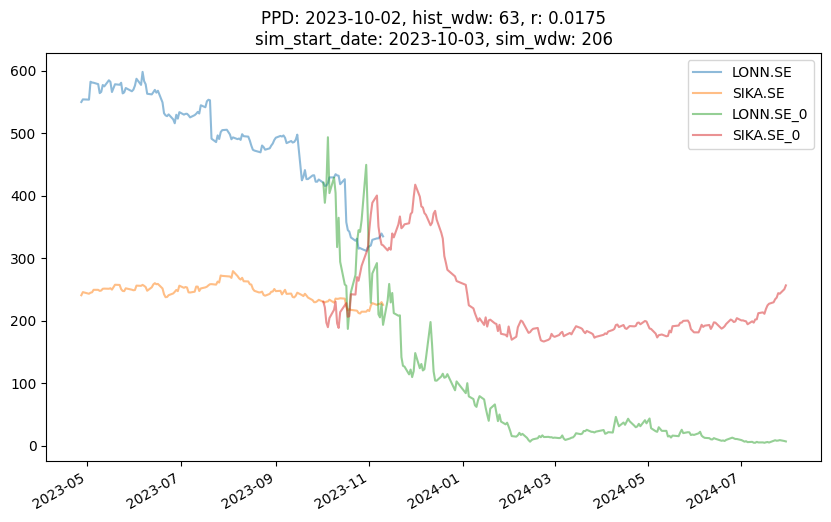 PPD: 2023-10-02, hist_wdw: 63, r: 0.0175
sim_start_date: 2023-10-03, sim_wdw: 206
LONN.SE
SIKA.SE
LONN.SE_0
SIKA.SE_0
600
500
400
300
200
100
0
2023-05
2023-07
2023-09
2023-11
2024-01
2024-03
2024-05
2024-07